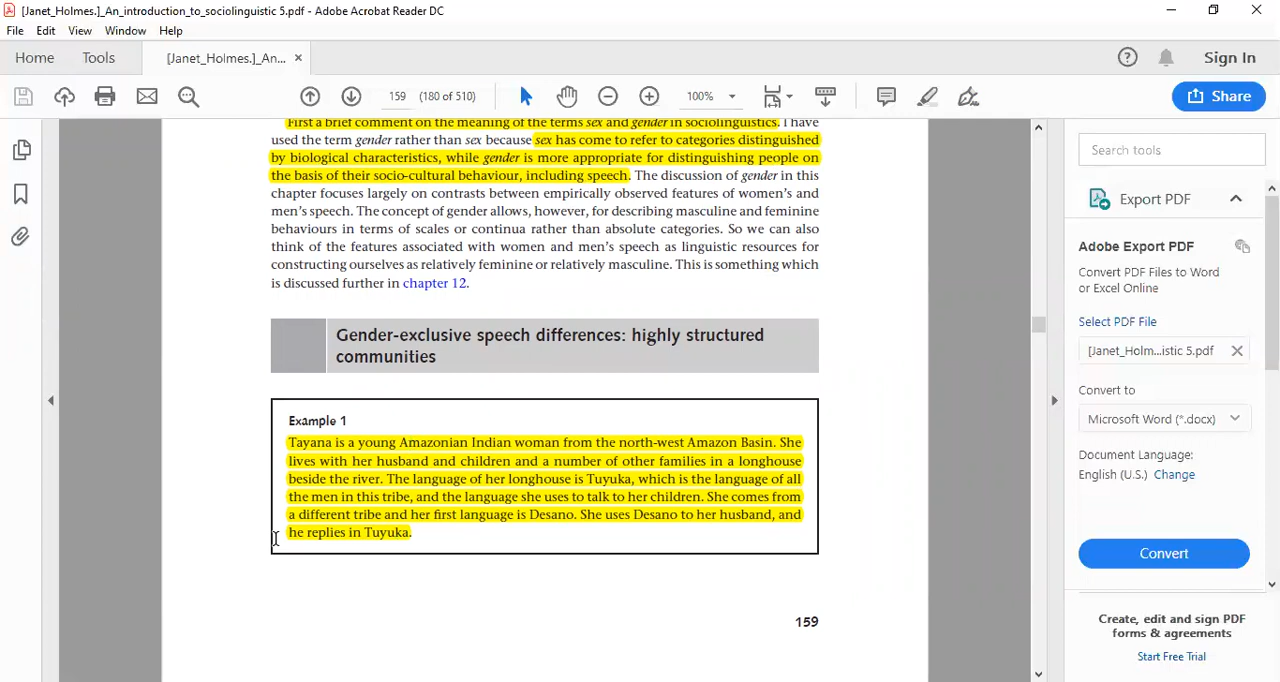 [Janet_Holmes.]_An_introduction_to_sociolinguistic 5.pdf - Adobe Acrobat Reader DC
File Edit View Window Help
Home Tools [Janet_Holmes.]_An... × Sign In
159 (180 of 510) 100% Share
First a brief comment on the meaning of the terms sex and gender in sociolinguistics. I have
used the term gender rather than sex because sex has come to refer to categories distinguished
by biological characteristics, while gender is more appropriate for distinguishing people on
the basis of their socio-cultural behaviour, including speech. The discussion of gender in this
chapter focuses largely on contrasts between empirically observed features of women's and
men's speech. The concept of gender allows, however, for describing masculine and feminine
behaviours in terms of scales or continua rather than absolute categories. So we can also
think of the features associated with women and men's speech as linguistic resources for
constructing ourselves as relatively feminine or relatively masculine. This is something which
is discussed further in chapter 12.
Gender-exclusive speech differences: highly structured
communities
Example 1
Tayana is a young Amazonian Indian woman from the north-west Amazon Basin. She
lives with her husband and children and a number of other families in a longhouse
beside the river. The language of her longhouse is Tuyuka, which is the language of all
the men in this tribe, and the language she uses to talk to her children. She comes from
a different tribe and her first language is Desano. She uses Desano to her husband, and
he replies in Tuyuka.
159
Search tools
Export PDF
Adobe Export PDF
Convert PDF Files to Word
or Excel Online
Select PDF File
[Janet_Holm...istic 5.pdf ×
Convert to
Microsoft Word (*.docx)
Document Language:
English (U.S.) Change
Convert
Create, edit and sign PDF
forms & agreements
Start Free Trial